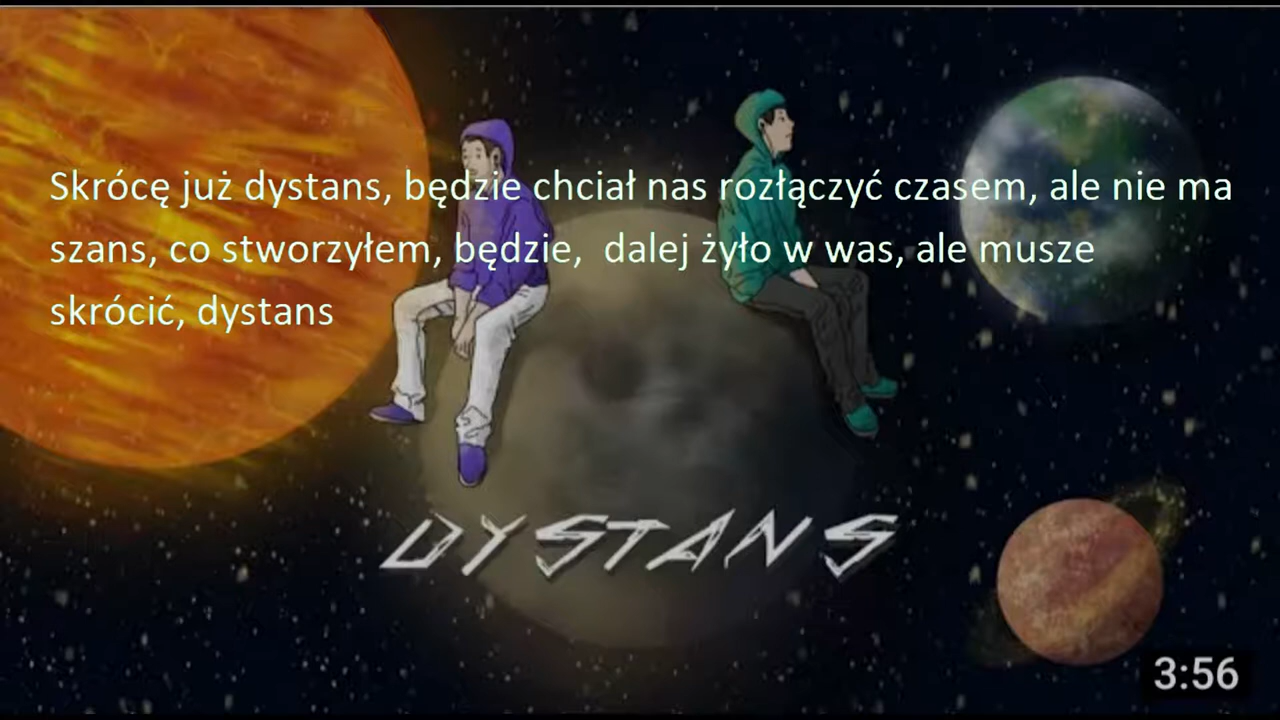 Skrócę już dystans, będzie chciał nas rozłączyć czasem, ale nie ma
szans, co stworzyłem, będzie,  dalej żyło w was, ale musze
skrócić, dystans
DYSTANS
3:56